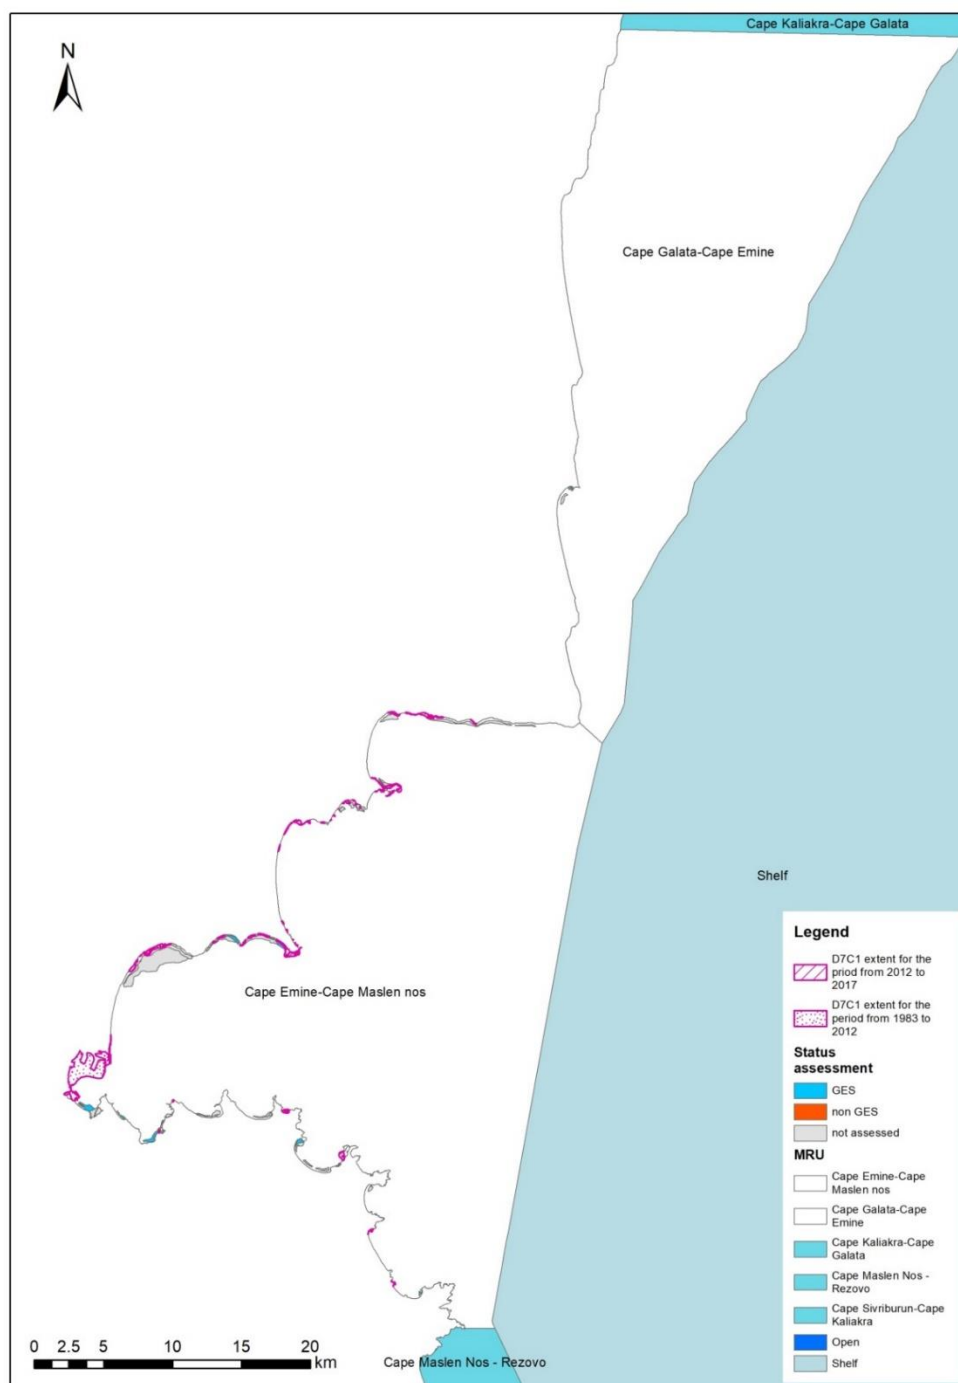 Cape Kaliakra-Cape Galata
N
Cape Galata-Cape Emine
Shelf
Cape Emine-Cape Maslen nos
Legend
D7C1 extent for the
priod from 2012 to
2017
D7C1 extent for the
period from 1983 to
2012
Status
assessment
GES
non GES
not assessed
MRU
Cape Emine-Cape
Maslen nos
Cape Galata-Cape
Emine
Cape Kaliakra-Cape
Galata
Cape Maslen Nos -
Rezovo
Cape Sivriburun-Cape
Kaliakra
Open
Shelf
0 2.5 5 10 15 20
km
Cape Maslen Nos - Rezovo